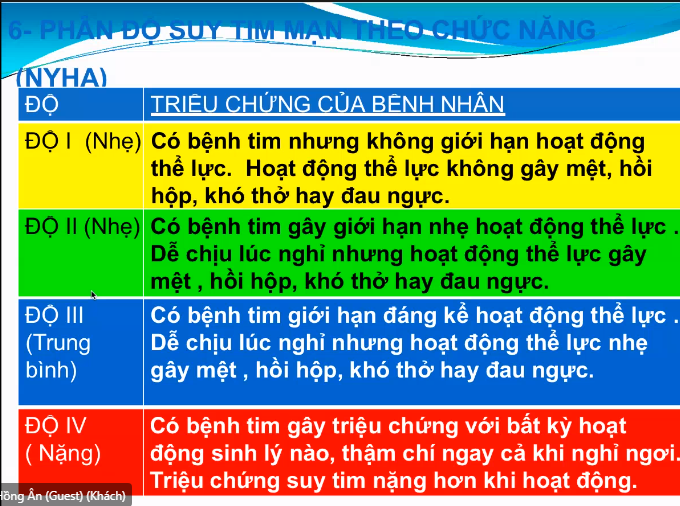 6- PHÂN ĐỘ SUY TIM MẠN THEO CHỨC NĂNG
(NYHA)
ĐỘ
TRIỆU CHỨNG CỦA BỆNH NHÂN
ĐỘ I (Nhẹ)
Có bệnh tim nhưng không giới hạn hoạt động
thể lực. Hoạt động thể lực không gây mệt, hồi
hộp, khó thở hay đau ngực.
ĐỘ II (Nhẹ)
Có bệnh tim gây giới hạn nhẹ hoạt động thể lực .
Dễ chịu lúc nghỉ nhưng hoạt động thể lực gây
mệt , hồi hộp, khó thở hay đau ngực.
ĐỘ III
(Trung
bình)
Có bệnh tim giới hạn đáng kể hoạt động thể lực .
Dễ chịu lúc nghỉ nhưng hoạt động thể lực nhẹ
gây mệt , hồi hộp, khó thở hay đau ngực.
ĐỘ IV
( Nặng)
Có bệnh tim gây triệu chứng với bất kỳ hoạt
động sinh lý nào, thậm chí ngay cả khi nghỉ ngơi.
Triệu chứng suy tim nặng hơn khi hoạt động.
Hồng Ân (Guest) (Khách)